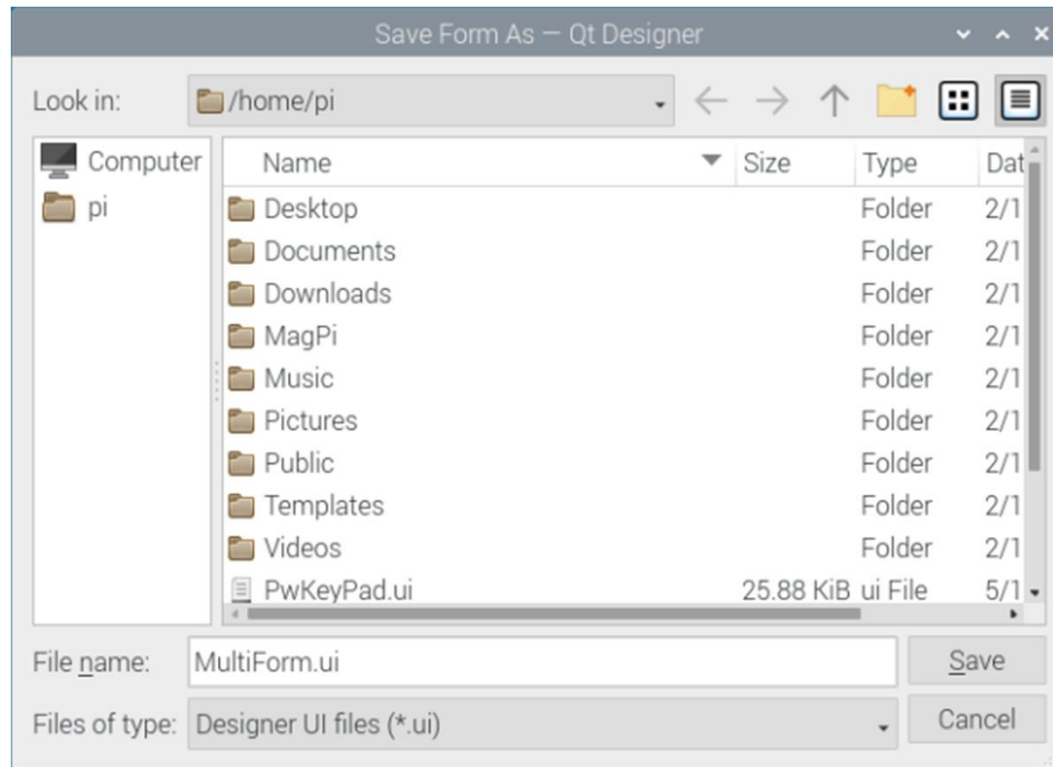 Save Form As — Qt Designer
Look in: /home/pi
Computer
pi
Name Size Type Dat
Desktop Folder 2/1
Documents Folder 2/1
Downloads Folder 2/1
MagPi Folder 2/1
Music Folder 2/1
Pictures Folder 2/1
Public Folder 2/1
Templates Folder 2/1
Videos Folder 2/1
PwKeyPad.ui 25.88 KiB ui File 5/1
File name: MultiForm.ui Save
Files of type: Designer UI files (*.ui) Cancel